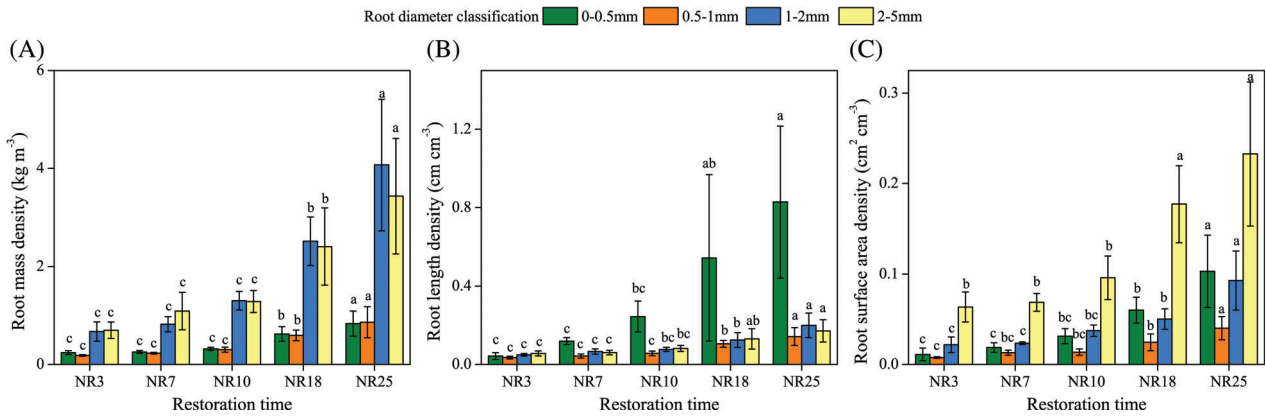 Root diameter classification 0-0.5mm 0.5-1mm 1-2mm 2-5mm
(A)
Root mass density (kg m⁻³)
6
4
2
0
c c c c
c c c c
c c c c
b b b b
a a a a
NR3 NR7 NR10 NR18 NR25
Restoration time
(B)
Root length density (cm cm⁻³)
1.2
0.8
0.4
0.0
c c c c
c c c c
bc c bc bc
ab b b ab
a a a a
NR3 NR7 NR10 NR18 NR25
Restoration time
(C)
Root surface area density (cm² cm⁻³)
0.3
0.2
0.1
0.0
c c c b
c bc c b
bc bc bc b
b b b a
a a a a
NR3 NR7 NR10 NR18 NR25
Restoration time